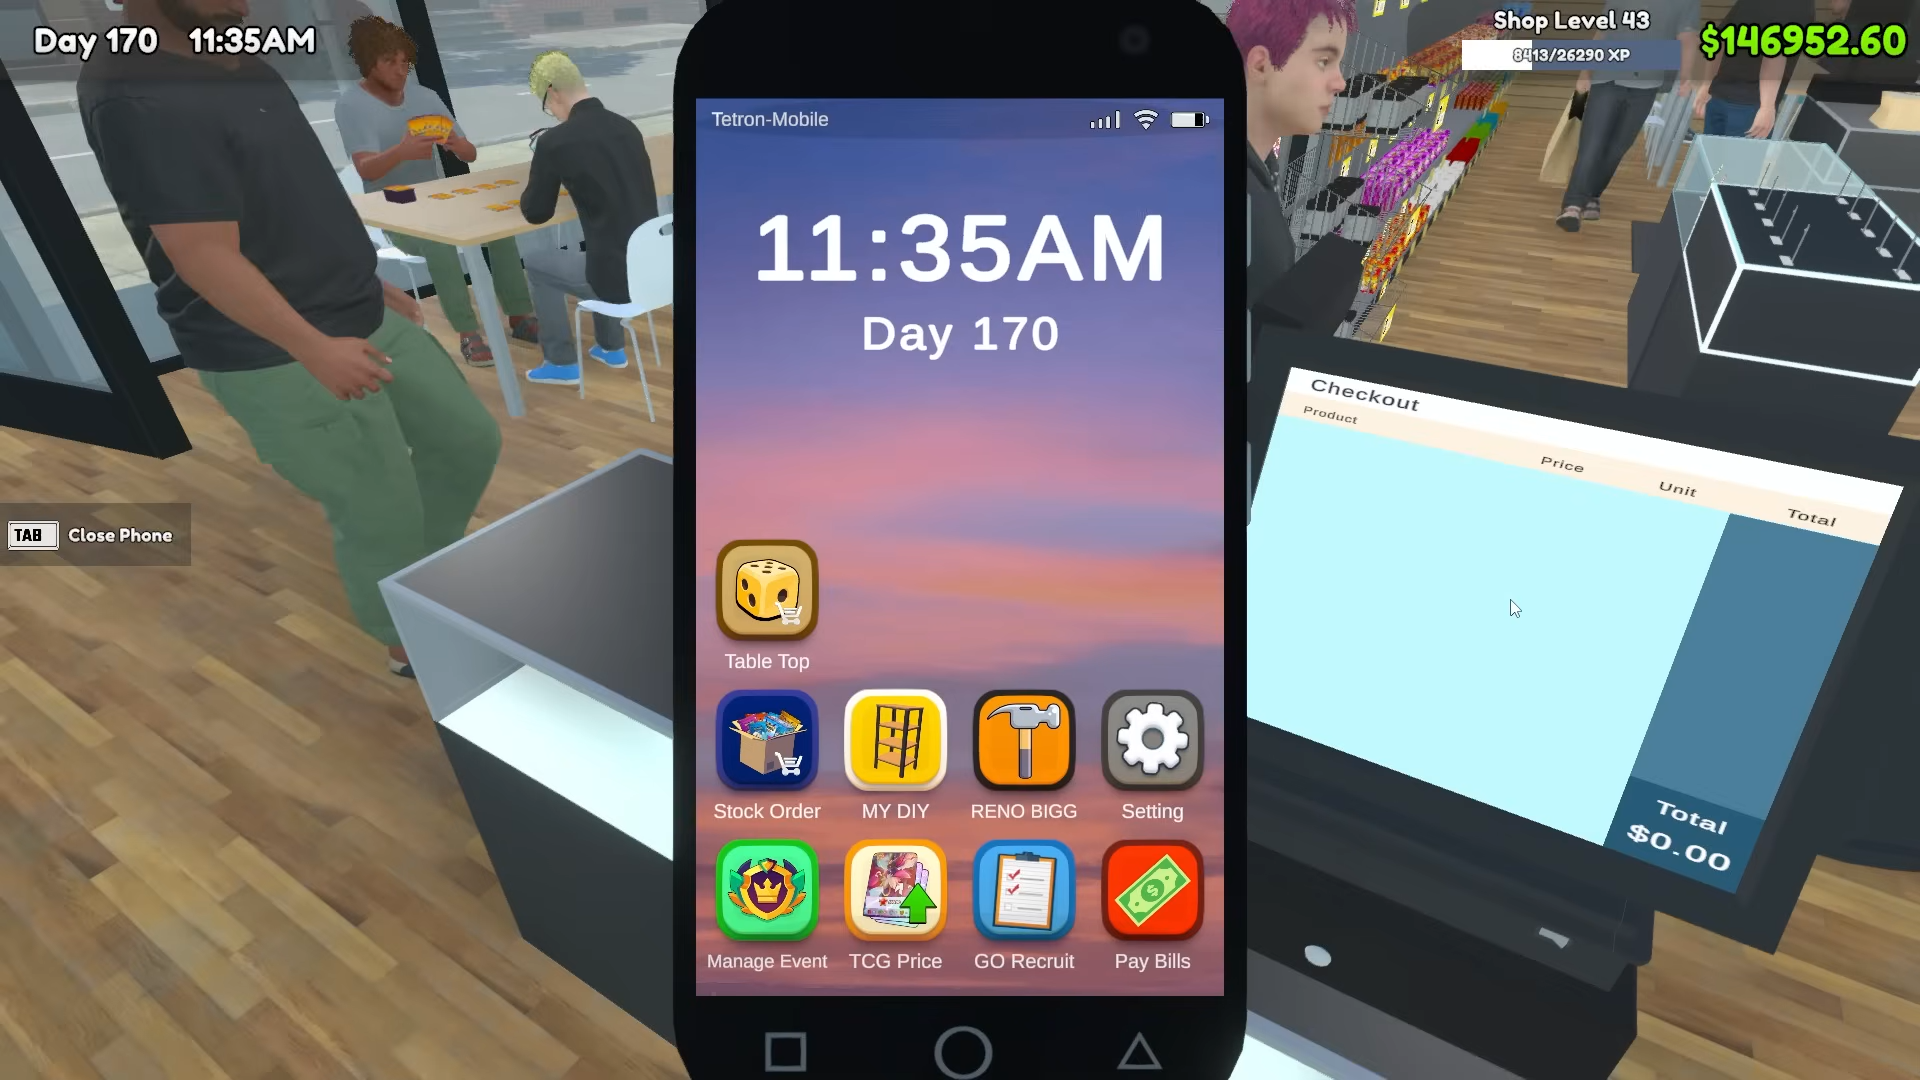 Day 170 11:35AM
Shop Level 43
8413/26290 XP
$146952.60
Tetron-Mobile
11:35AM
Day 170
TAB Close Phone
Table Top
Stock Order
MY DIY
RENO BIGG
Setting
Manage Event
TCG Price
GO Recruit
Pay Bills
Checkout
Product Price Unit Total
Total
$0.00